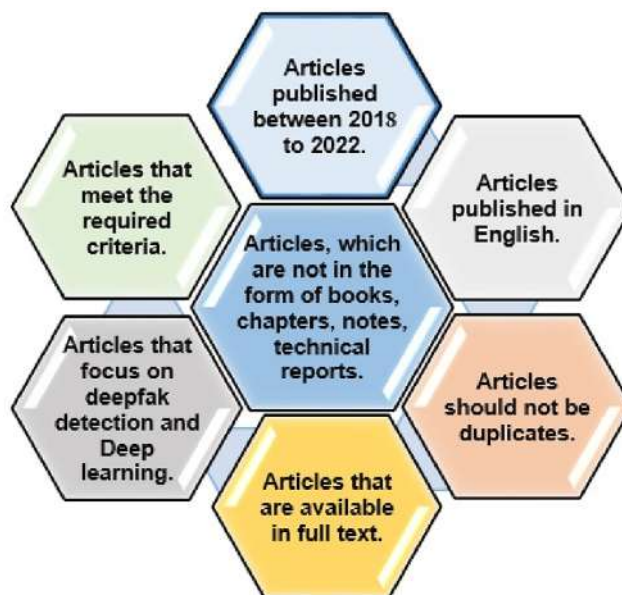 Articles
published
between 2018
to 2022.
Articles that
meet the
required
criteria.
Articles
published in
English.
Articles, which
are not in the
form of books,
chapters, notes,
technical
reports.
Articles that
focus on
deepfak
detection and
Deep
learning.
Articles
should not be
duplicates.
Articles that
are available
in full text.